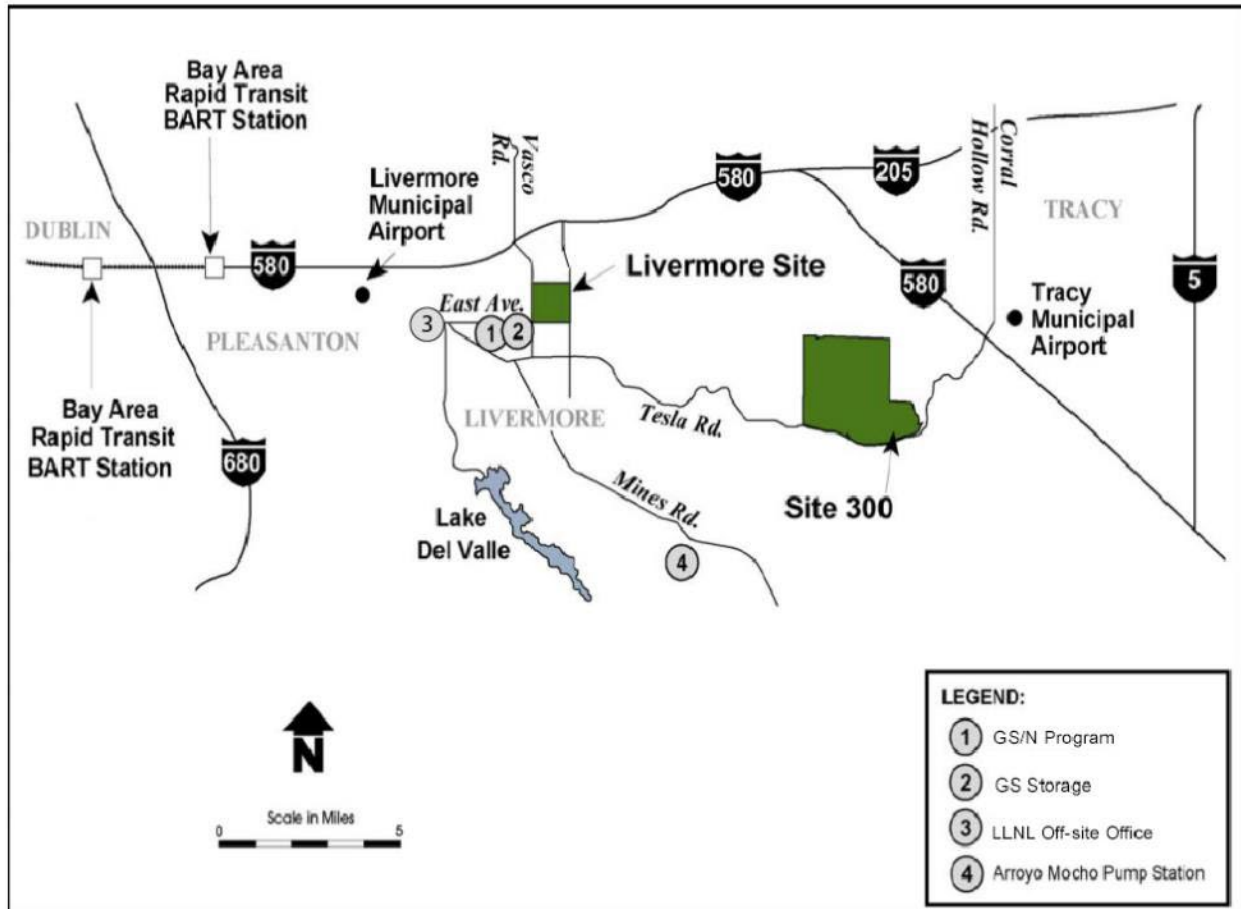 Bay Area
Rapid Transit
BART Station
Livermore
Municipal
Airport
Vasco
Rd.
580
205
Corral
Hollow Rd.
TRACY
DUBLIN
580
Livermore Site
580
5
East Ave.
3
1
2
Tracy
Municipal
Airport
PLEASANTON
Bay Area
Rapid Transit
BART Station
LIVERMORE
Tesla Rd.
680
Mines Rd.
Site 300
Lake
Del Valle
4
N
Scale in Miles
0
5
LEGEND:
1 GS/N Program
2 GS Storage
3 LLNL Off-site Office
4 Arroyo Mocho Pump Station